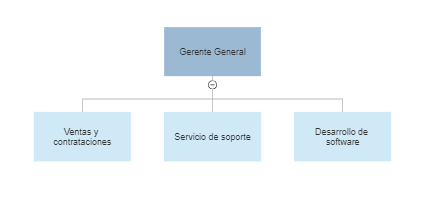 Gerente General
Ventas y
contrataciones
Servicio de soporte
Desarrollo de
software